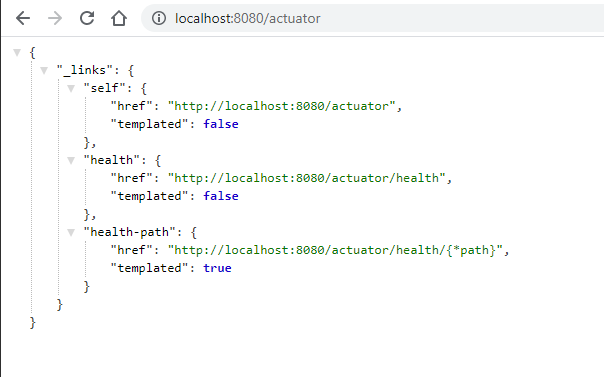 localhost:8080/actuator
{
"_links": {
"self": {
"href": "http://localhost:8080/actuator",
"templated": false
},
"health": {
"href": "http://localhost:8080/actuator/health",
"templated": false
},
"health-path": {
"href": "http://localhost:8080/actuator/health/{*path}",
"templated": true
}
}
}